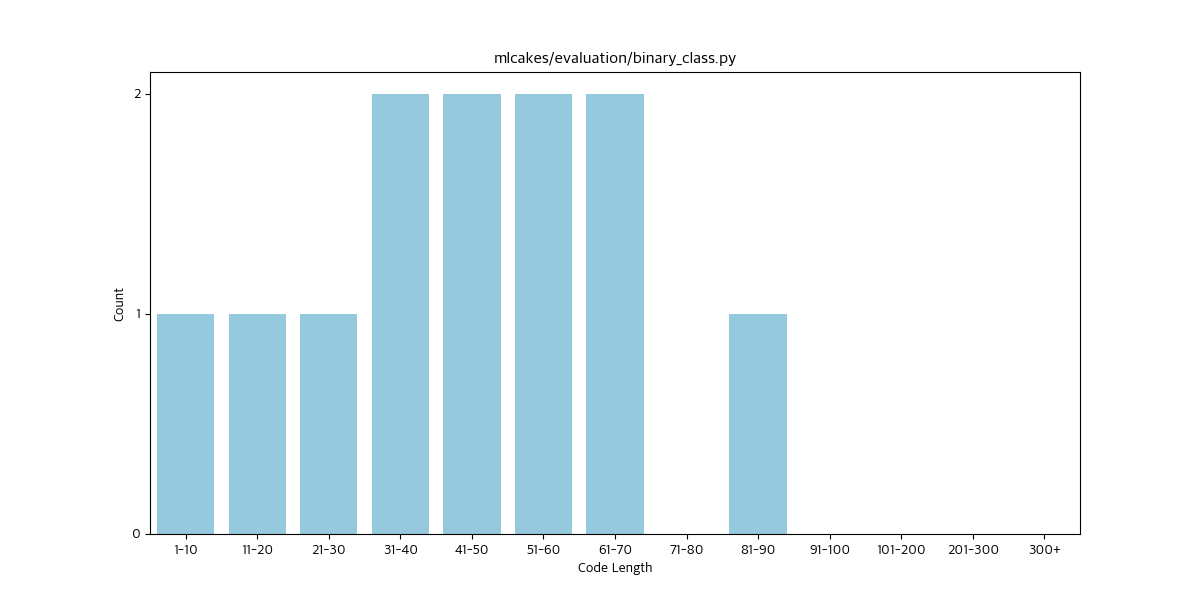 mlcakes/evaluation/binary_class.py
2
1
0
Count
1-10 11-20 21-30 31-40 41-50 51-60 61-70 71-80 81-90 91-100 101-200 201-300 300+
Code Length